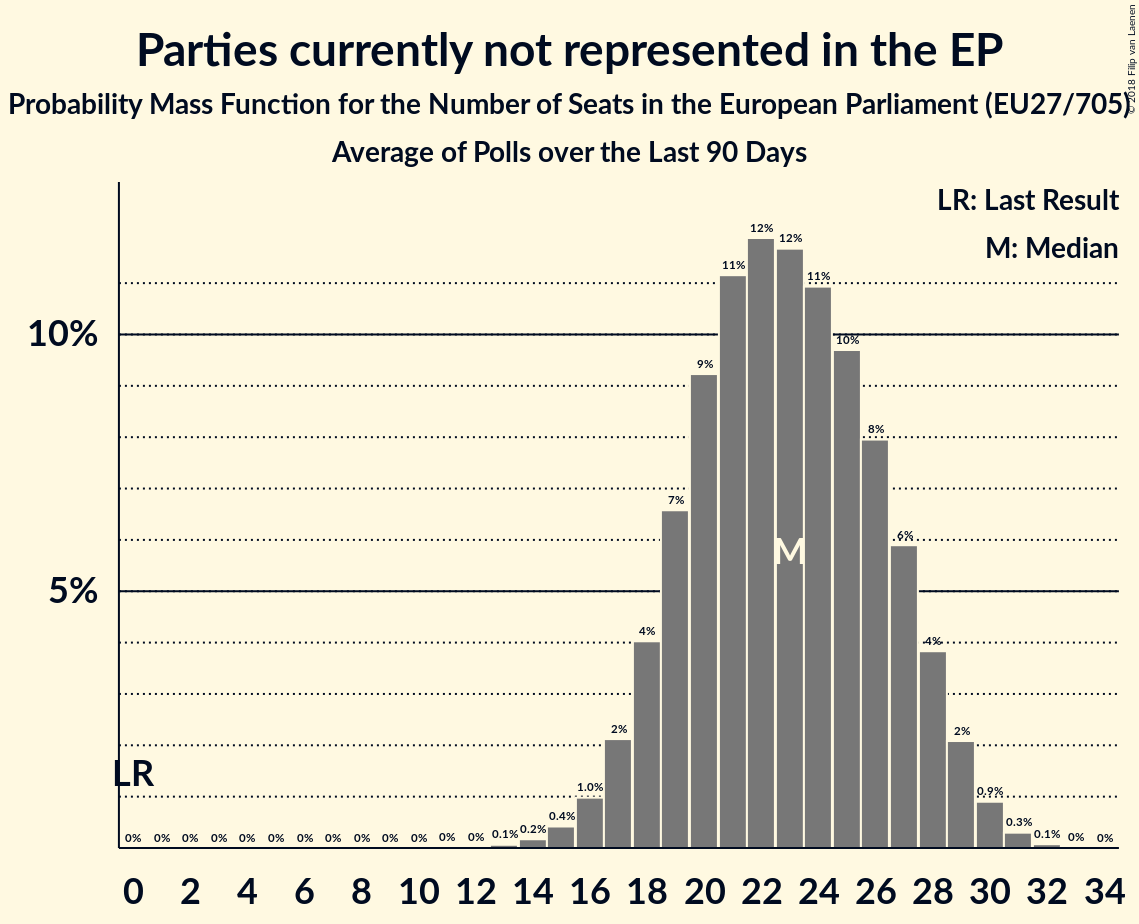 Parties currently not represented in the EP
Probability Mass Function for the Number of Seats in the European Parliament (EU27/705)
Average of Polls over the Last 90 Days
© 2018 Filip van Laenen
LR: Last Result
M: Median
10%
5%
LR
M
0% 0% 0% 0% 0% 0% 0% 0% 0% 0% 0% 0% 0% 0.1% 0.2% 0.4% 1.0% 2% 4% 7% 9% 11% 12% 12% 11% 10% 8% 6% 4% 2% 0.9% 0.3% 0.1% 0% 0%
0 2 4 6 8 10 12 14 16 18 20 22 24 26 28 30 32 34